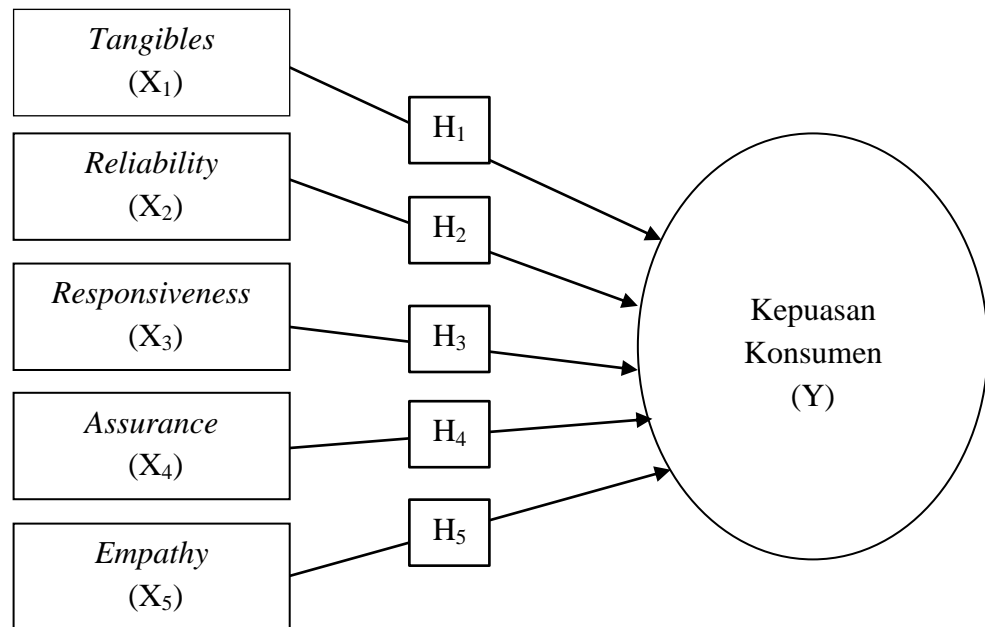 Tangibles
(X₁)
H₁
Reliability
(X₂)
H₂
Responsiveness
(X₃)
H₃
Assurance
(X₄)
H₄
Empathy
(X₅)
H₅
Kepuasan
Konsumen
(Y)